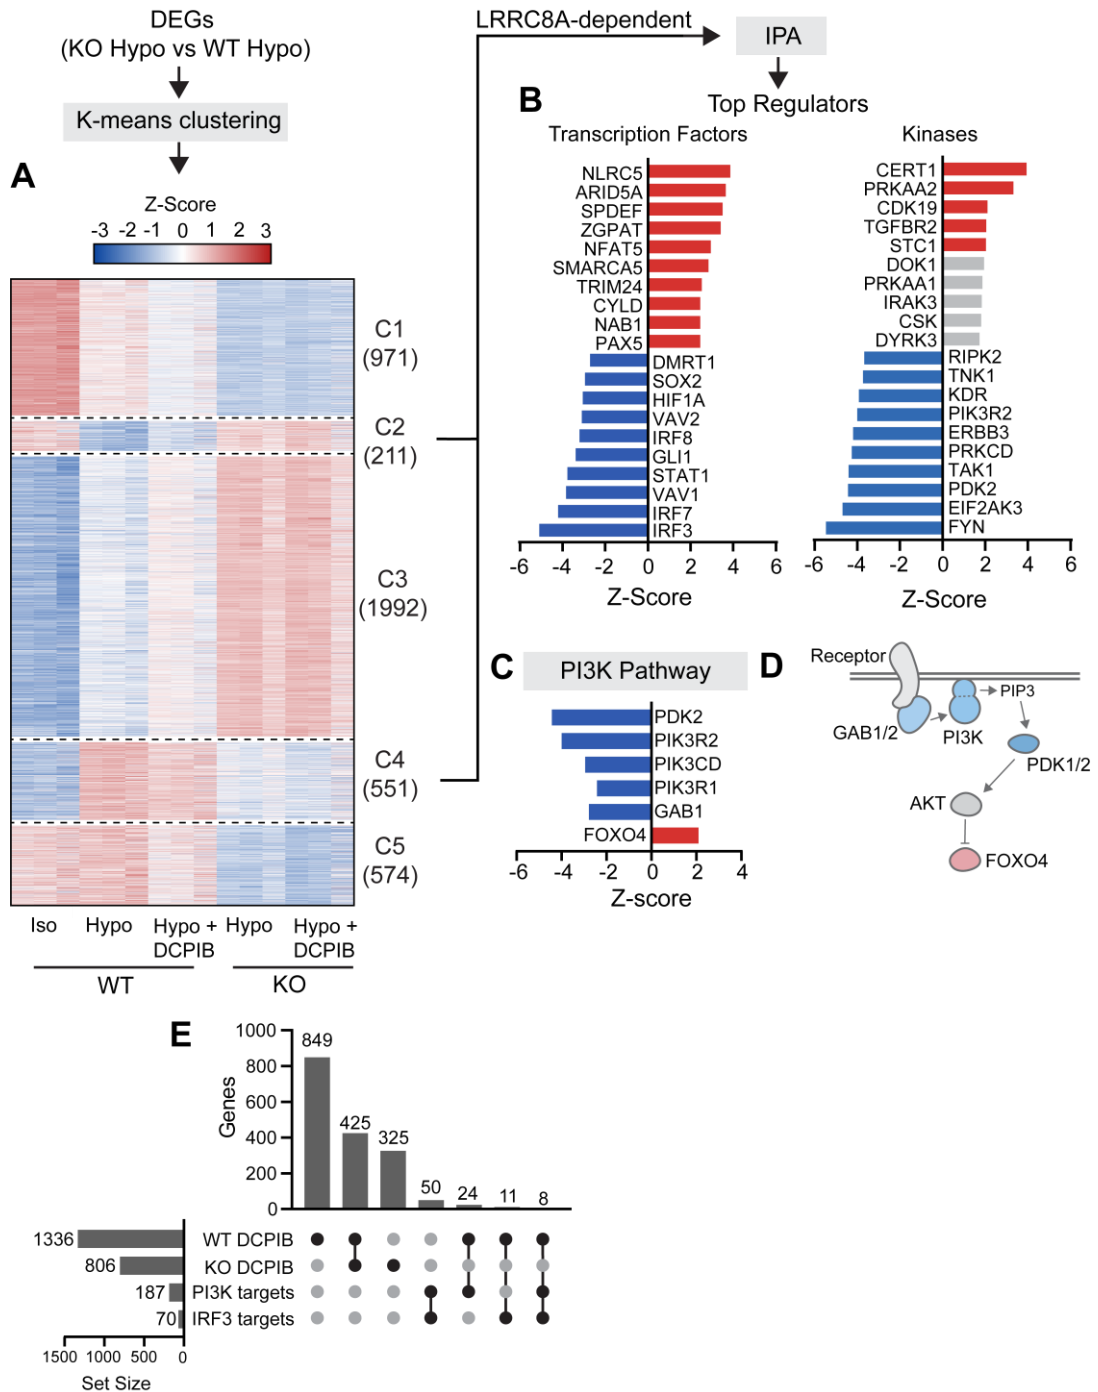 DEGs
(KO Hypo vs WT Hypo)
K-means clustering
LRRC8A-dependent
IPA
Top Regulators
A
Z-Score
-3 -2 -1 0 1 2 3
C1
(971)
C2
(211)
C3
(1992)
C4
(551)
C5
(574)
Iso
Hypo
Hypo +
DCPIB
Hypo
Hypo +
DCPIB
WT
KO
B
Transcription Factors
NLRC5
ARID5A
SPDEF
ZGPAT
NFAT5
SMARCA5
TRIM24
CYLD
NAB1
PAX5
DMRT1
SOX2
HIF1A
VAV2
IRF8
GLI1
STAT1
VAV1
IRF7
IRF3
-6 -4 -2 0 2 4 6
Z-Score
Kinases
CERT1
PRKAA2
CDK19
TGFBR2
STC1
DOK1
PRKAA1
IRAK3
CSK
DYRK3
RIPK2
TNK1
KDR
PIK3R2
ERBB3
PRKCD
TAK1
PDK2
EIF2AK3
FYN
-6 -4 -2 0 2 4 6
Z-Score
C
PI3K Pathway
PDK2
PIK3R2
PIK3CD
PIK3R1
GAB1
FOXO4
-6 -4 -2 0 2 4
Z-score
D
Receptor
GAB1/2
PI3K
PIP3
PDK1/2
AKT
FOXO4
E
Genes
1000
800
600
400
200
0
849
425
325
50
24
11
8
1336
806
187
70
WT DCPIB
KO DCPIB
PI3K targets
IRF3 targets
1500 1000 500 0
Set Size